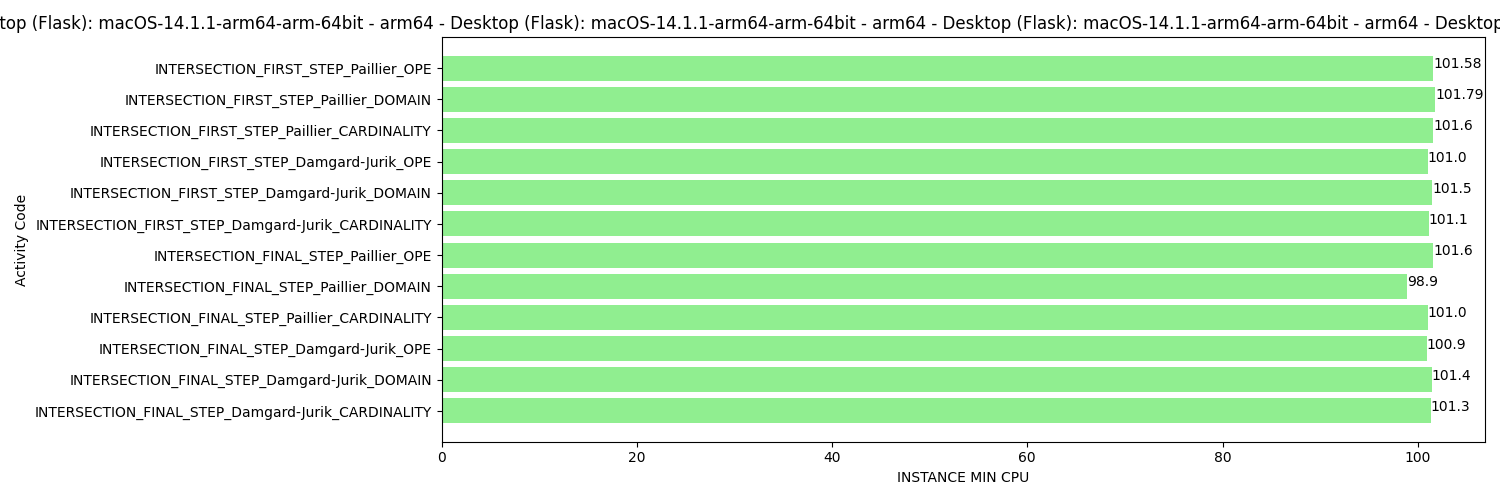 top (Flask): macOS-14.1.1-arm64-arm-64bit - arm64 - Desktop (Flask): macOS-14.1.1-arm64-arm-64bit - arm64 - Desktop (Flask): macOS-14.1.1-arm64-arm-64bit - arm64 - Desktop
INTERSECTION_FIRST_STEP_Paillier_OPE 101.58
INTERSECTION_FIRST_STEP_Paillier_DOMAIN 101.79
INTERSECTION_FIRST_STEP_Paillier_CARDINALITY 101.6
INTERSECTION_FIRST_STEP_Damgard-Jurik_OPE 101.0
INTERSECTION_FIRST_STEP_Damgard-Jurik_DOMAIN 101.5
INTERSECTION_FIRST_STEP_Damgard-Jurik_CARDINALITY 101.1
INTERSECTION_FINAL_STEP_Paillier_OPE 101.6
INTERSECTION_FINAL_STEP_Paillier_DOMAIN 98.9
INTERSECTION_FINAL_STEP_Paillier_CARDINALITY 101.0
INTERSECTION_FINAL_STEP_Damgard-Jurik_OPE 100.9
INTERSECTION_FINAL_STEP_Damgard-Jurik_DOMAIN 101.4
INTERSECTION_FINAL_STEP_Damgard-Jurik_CARDINALITY 101.3
Activity Code
0 20 40 60 80 100
INSTANCE MIN CPU